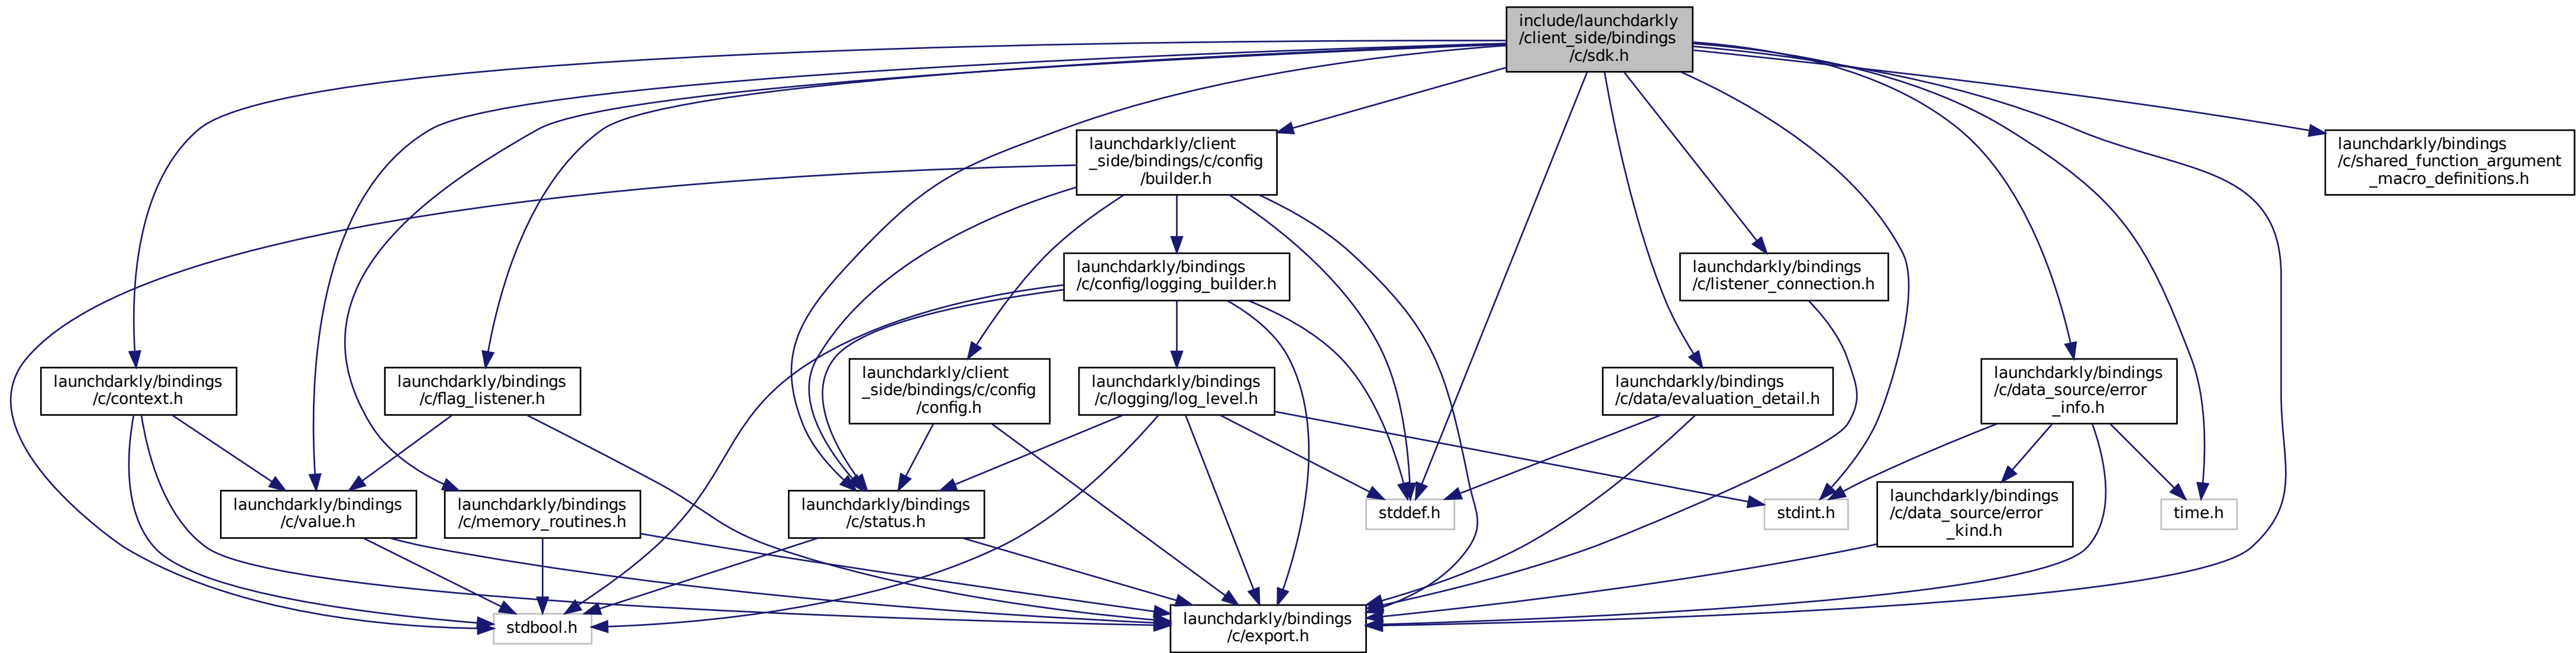 include/launchdarkly
/client_side/bindings
/c/sdk.h
launchdarkly/client
_side/bindings/c/config
/builder.h
launchdarkly/bindings
/c/shared_function_argument
_macro_definitions.h
launchdarkly/bindings
/c/config/logging_builder.h
launchdarkly/bindings
/c/listener_connection.h
launchdarkly/bindings
/c/context.h
launchdarkly/bindings
/c/flag_listener.h
launchdarkly/client
_side/bindings/c/config
/config.h
launchdarkly/bindings
/c/logging/log_level.h
launchdarkly/bindings
/c/data/evaluation_detail.h
launchdarkly/bindings
/c/data_source/error
_info.h
launchdarkly/bindings
/c/value.h
launchdarkly/bindings
/c/memory_routines.h
launchdarkly/bindings
/c/status.h
stddef.h
stdint.h
launchdarkly/bindings
/c/data_source/error
_kind.h
time.h
stdbool.h
launchdarkly/bindings
/c/export.h